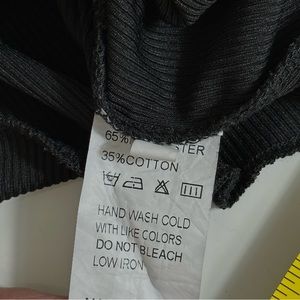 65%
35%COTTON
HAND WASH COLD
WITH LIKE COLORS
DO NOT BLEACH
LOW IRON